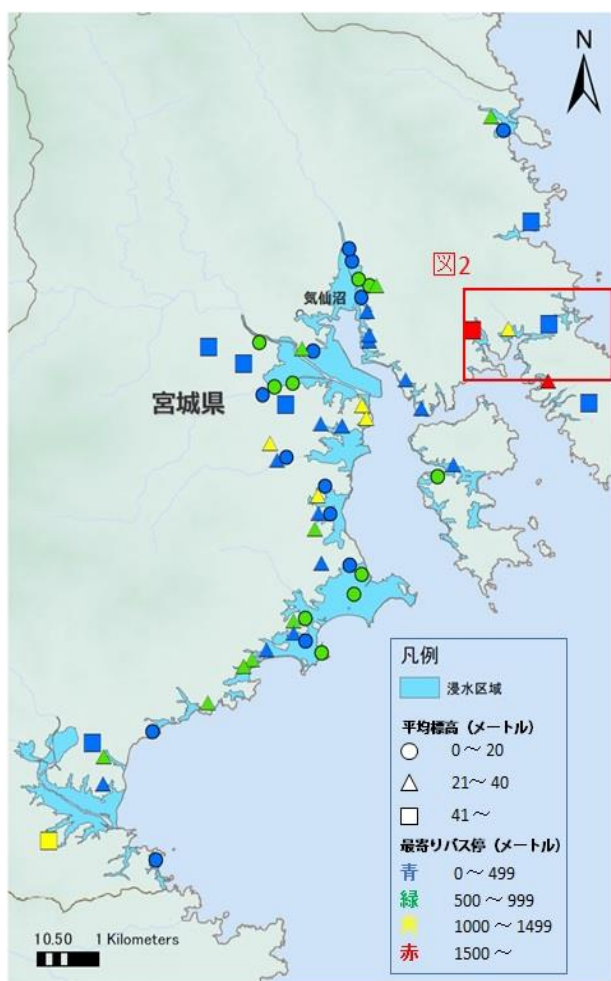 N
図2
気仙沼
宮城県
凡例
浸水区域
平均標高（メートル）
0～20
21～40
41～
最寄りバス停（メートル）
青 0～499
緑 500～999
黄 1000～1499
赤 1500～
10.50 1 Kilometers